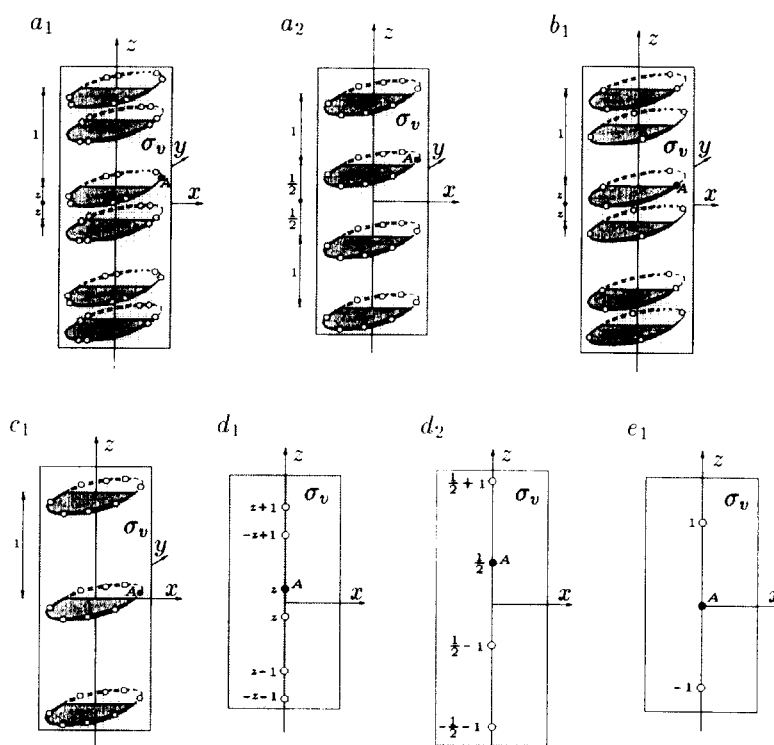 a₁ z a₂ z b₁ z
1 σᵥ y A x z z 1
1 σᵥ y A 1/2 x 1/2 1
1 σᵥ y A x z z 1
c₁ z d₁ z d₂ z e₁ z
1 σᵥ y A x
σᵥ z+1 -z+1 z A x z z-1 -z-1
σᵥ 1/2+1 1/2 A x 1/2-1 -1/2-1
σᵥ 1 A x -1